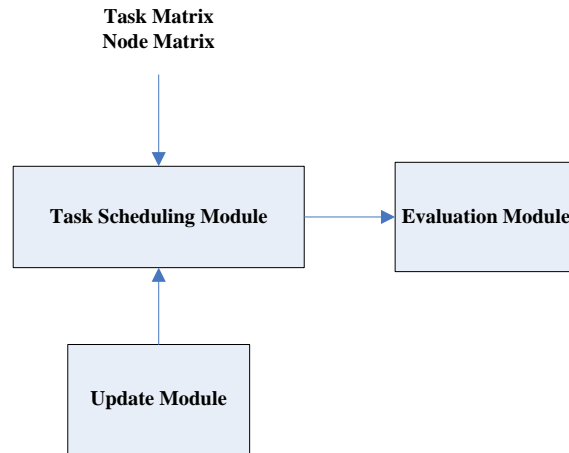 Task Matrix
Node Matrix
Task Scheduling Module
Evaluation Module
Update Module